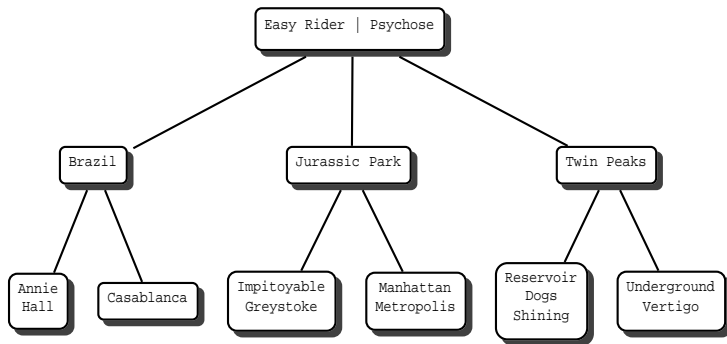 Easy Rider | Psychose
Brazil
Jurassic Park
Twin Peaks
Annie
Hall
Casablanca
Impitoyable
Greystoke
Manhattan
Metropolis
Reservoir
Dogs
Shining
Underground
Vertigo